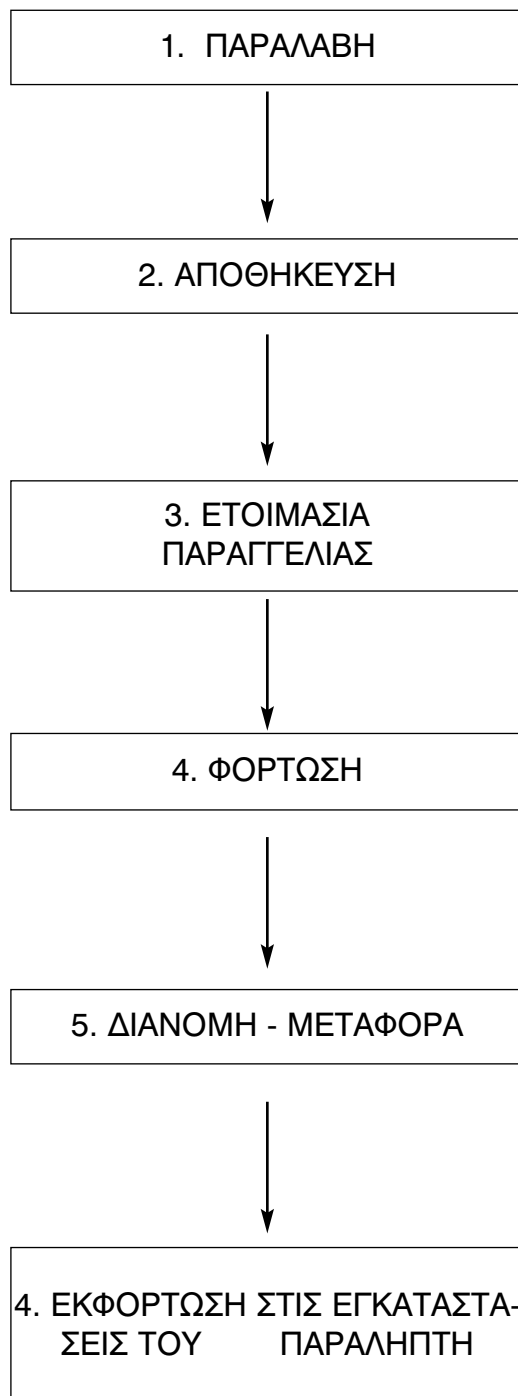 1. ΠΑΡΑΛΑΒΗ
2. ΑΠΟΘΗΚΕΥΣΗ
3. ΕΤΟΙΜΑΣΙΑ
ΠΑΡΑΓΓΕΛΙΑΣ
4. ΦΟΡΤΩΣΗ
5. ΔΙΑΝΟΜΗ - ΜΕΤΑΦΟΡΑ
4. ΕΚΦΟΡΤΩΣΗ ΣΤΙΣ ΕΓΚΑΤΑΣΤΑ-
ΣΕΙΣ ΤΟΥ ΠΑΡΑΛΗΠΤΗ